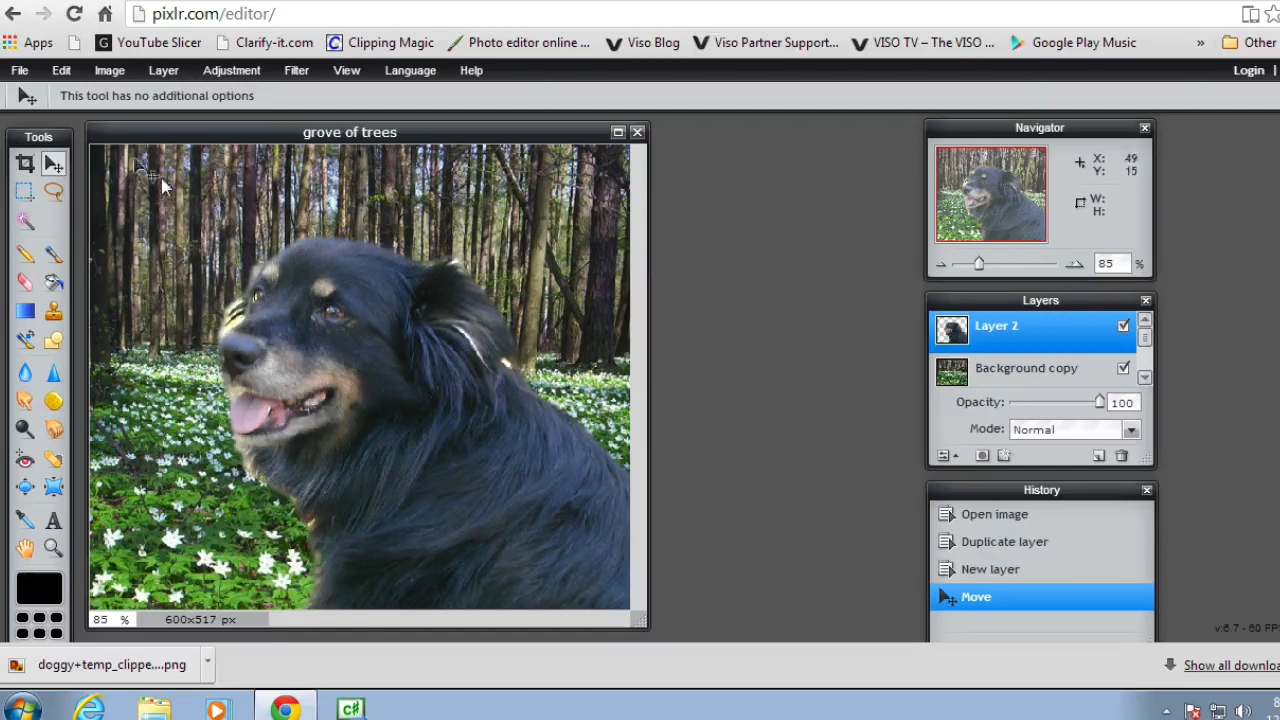 pixlr.com/editor/
Apps YouTube Slicer Clarify-it.com Clipping Magic Photo editor online ... Viso Blog Viso Partner Support... VISO TV – The VISO ... Google Play Music » Other
File Edit Image Layer Adjustment Filter View Language Help Login
This tool has no additional options
Tools
grove of trees
Navigator
X: 49
Y: 15
W:
H:
85 %
Layers
Layer 2
Background copy
Opacity: 100
Mode: Normal
History
Open image
Duplicate layer
New layer
Move
85 % 600x517 px
v:6.7 - 60 FP
doggy+temp_clippe....png
Show all downloa
C#